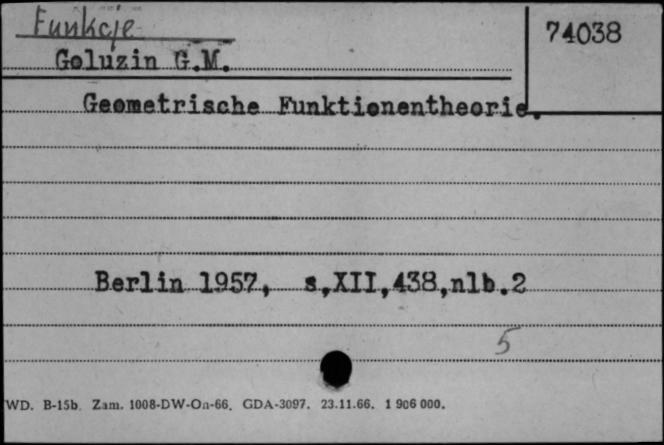 Funkcje
74038
Goluzin G.M.
Geometrische Funktionentheorie.
Berlin 1957, s,XII,438,nlb.2
5
WD. B-15b. Zam. 1008-DW-On-66. GDA-3097. 23.11.66. 1 906 000.